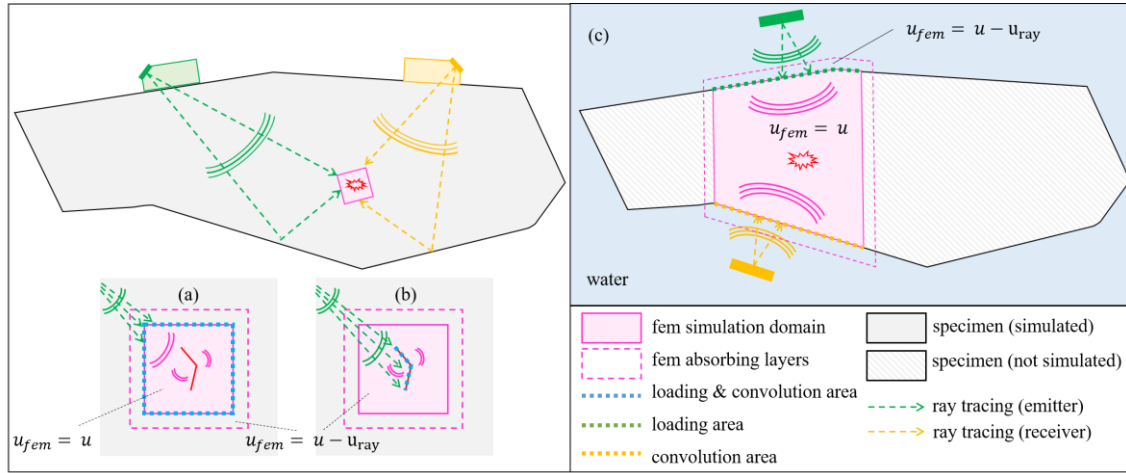 (a)
(b)
u_fem = u
u_fem = u − u_ray
(c)
u_fem = u − u_ray
u_fem = u
water
fem simulation domain
fem absorbing layers
loading & convolution area
loading area
convolution area
specimen (simulated)
specimen (not simulated)
ray tracing (emitter)
ray tracing (receiver)